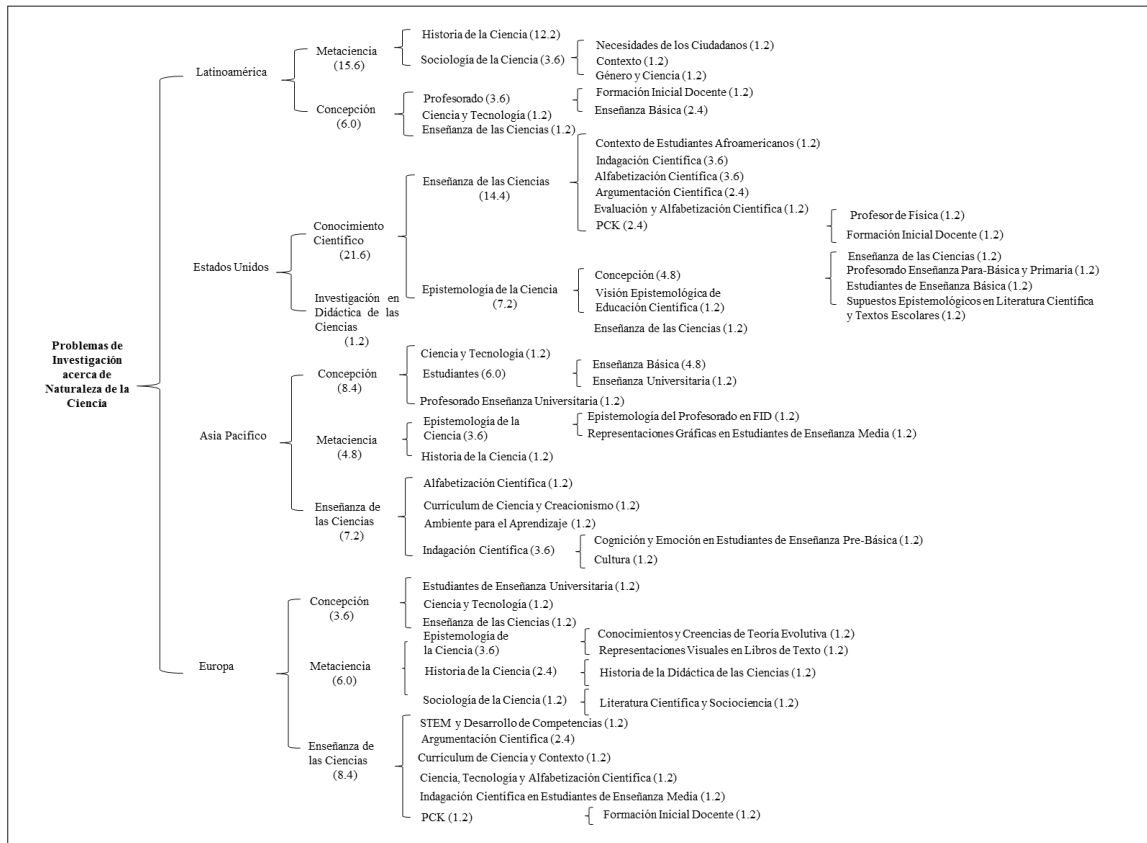 Problemas de
Investigación
acerca de
Naturaleza de la
Ciencia
Latinoamérica
Metaciencia
(15.6)
Historia de la Ciencia (12.2)
Sociología de la Ciencia (3.6)
Necesidades de los Ciudadanos (1.2)
Contexto (1.2)
Género y Ciencia (1.2)
Concepción
(6.0)
Profesorado (3.6)
Formación Inicial Docente (1.2)
Enseñanza Básica (2.4)
Ciencia y Tecnología (1.2)
Enseñanza de las Ciencias (1.2)
Estados Unidos
Conocimiento
Científico
(21.6)
Enseñanza de las Ciencias
(14.4)
Contexto de Estudiantes Afroamericanos (1.2)
Indagación Científica (3.6)
Alfabetización Científica (3.6)
Argumentación Científica (2.4)
Evaluación y Alfabetización Científica (1.2)
PCK (2.4)
Profesor de Física (1.2)
Formación Inicial Docente (1.2)
Epistemología de la Ciencia
(7.2)
Concepción (4.8)
Enseñanza de las Ciencias (1.2)
Profesorado Enseñanza Para-Básica y Primaria (1.2)
Estudiantes de Enseñanza Básica (1.2)
Supuestos Epistemológicos en Literatura Científica
y Textos Escolares (1.2)
Visión Epistemológica de
Educación Científica (1.2)
Enseñanza de las Ciencias (1.2)
Investigación en
Didáctica de las
Ciencias
(1.2)
Asia Pacífico
Concepción
(8.4)
Ciencia y Tecnología (1.2)
Estudiantes (6.0)
Enseñanza Básica (4.8)
Enseñanza Universitaria (1.2)
Profesorado Enseñanza Universitaria (1.2)
Metaciencia
(4.8)
Epistemología de la
Ciencia (3.6)
Epistemología del Profesorado en FID (1.2)
Representaciones Gráficas en Estudiantes de Enseñanza Media (1.2)
Historia de la Ciencia (1.2)
Enseñanza de
las Ciencias
(7.2)
Alfabetización Científica (1.2)
Currículum de Ciencia y Creacionismo (1.2)
Ambiente para el Aprendizaje (1.2)
Indagación Científica (3.6)
Cognición y Emoción en Estudiantes de Enseñanza Pre-Básica (1.2)
Cultura (1.2)
Europa
Concepción
(3.6)
Estudiantes de Enseñanza Universitaria (1.2)
Ciencia y Tecnología (1.2)
Enseñanza de las Ciencias (1.2)
Metaciencia
(6.0)
Epistemología de
la Ciencia (3.6)
Conocimientos y Creencias de Teoría Evolutiva (1.2)
Representaciones Visuales en Libros de Texto (1.2)
Historia de la Ciencia (2.4)
Historia de la Didáctica de las Ciencias (1.2)
Sociología de la Ciencia (1.2)
Literatura Científica y Sociociencia (1.2)
Enseñanza de
las Ciencias
(8.4)
STEM y Desarrollo de Competencias (1.2)
Argumentación Científica (2.4)
Currículum de Ciencia y Contexto (1.2)
Ciencia, Tecnología y Alfabetización Científica (1.2)
Indagación Científica en Estudiantes de Enseñanza Media (1.2)
PCK (1.2)
Formación Inicial Docente (1.2)